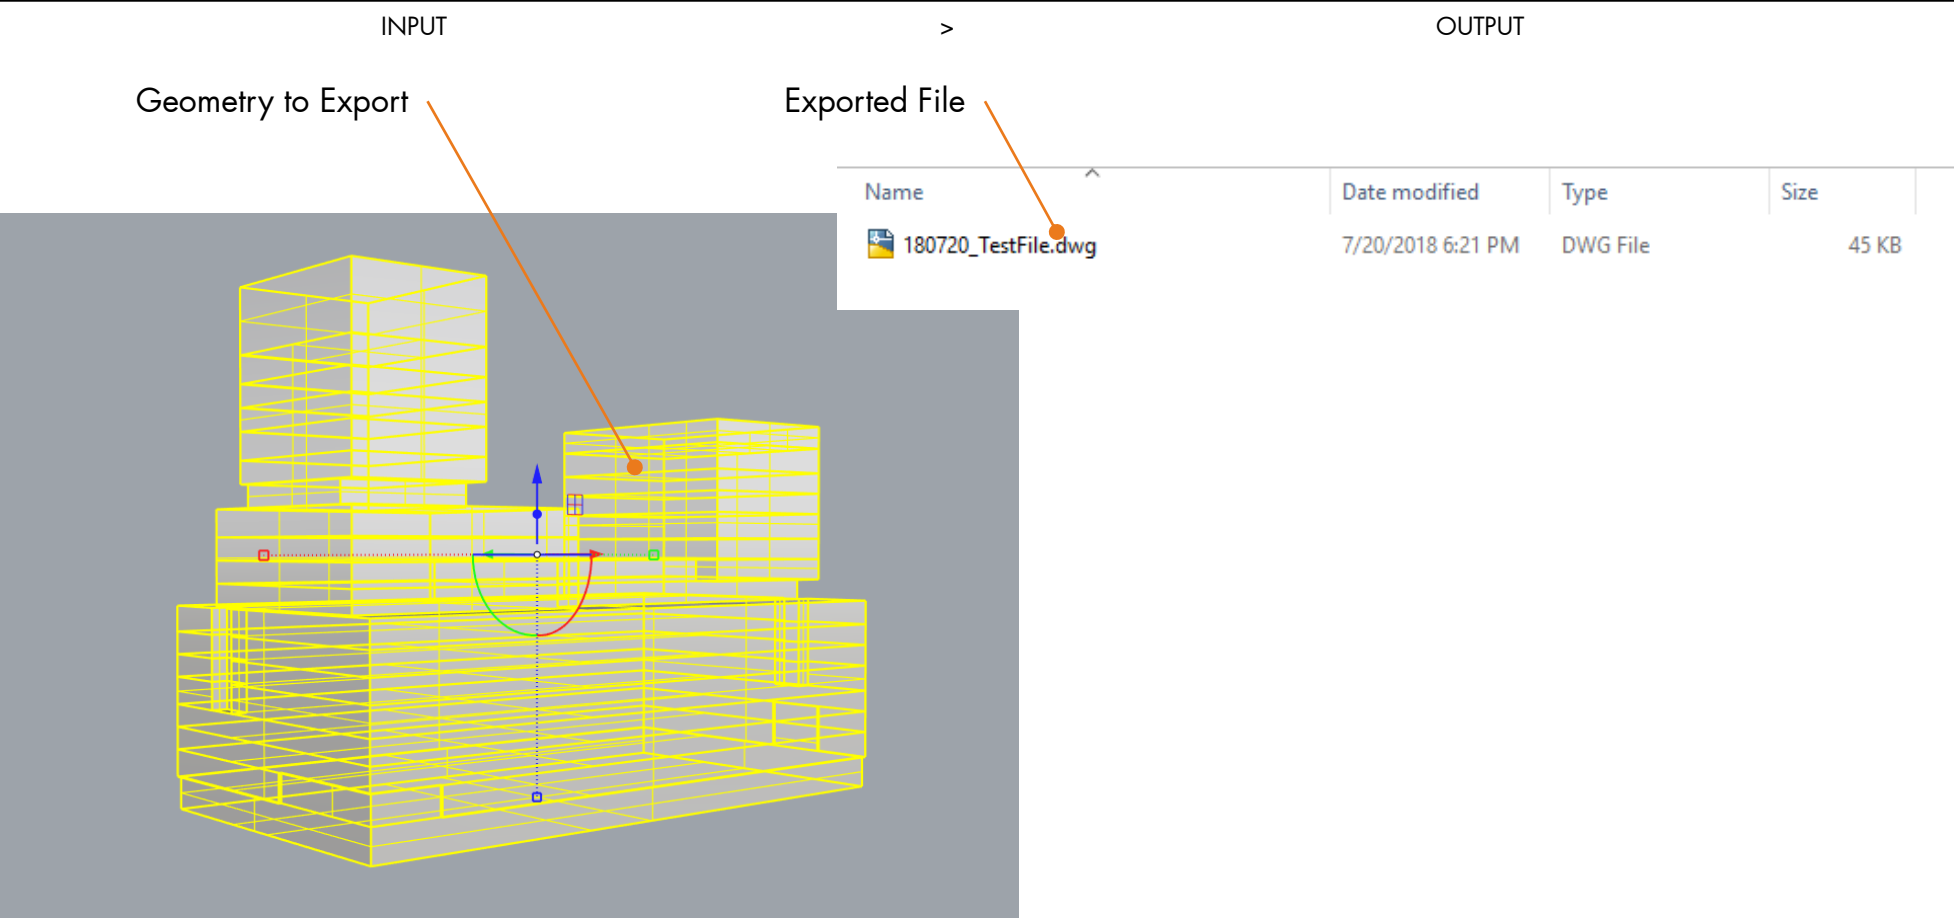 INPUT > OUTPUT
Geometry to Export
Exported File
Name Date modified Type Size
180720_TestFile.dwg 7/20/2018 6:21 PM DWG File 45 KB